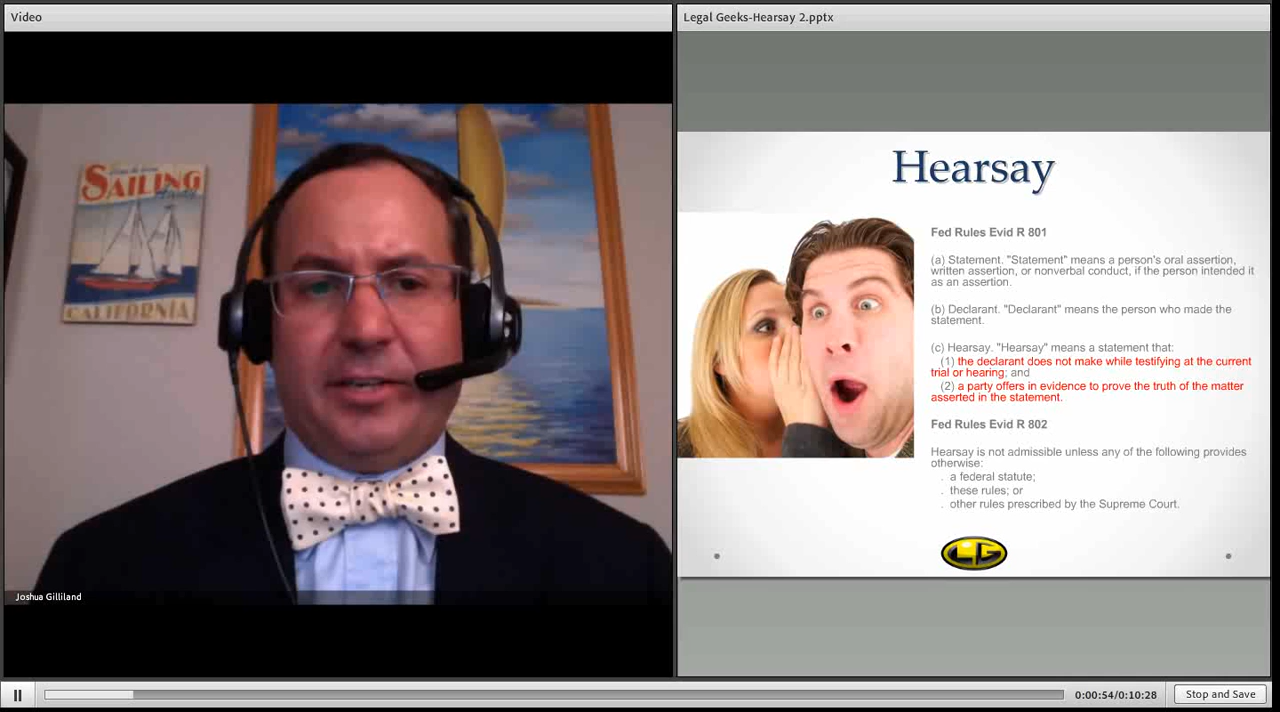 Video
Legal Geeks-Hearsay 2.pptx
SAILING
CALIFORNIA
Joshua Gilliland
Hearsay
Fed Rules Evid R 801
(a) Statement. "Statement" means a person's oral assertion,
written assertion, or nonverbal conduct, if the person intended it
as an assertion.
(b) Declarant. "Declarant" means the person who made the
statement.
(c) Hearsay. "Hearsay" means a statement that:
(1) the declarant does not make while testifying at the current
trial or hearing; and
(2) a party offers in evidence to prove the truth of the matter
asserted in the statement.
Fed Rules Evid R 802
Hearsay is not admissible unless any of the following provides
otherwise:
. a federal statute;
. these rules; or
. other rules prescribed by the Supreme Court.
LG
0:00:54/0:10:28
Stop and Save